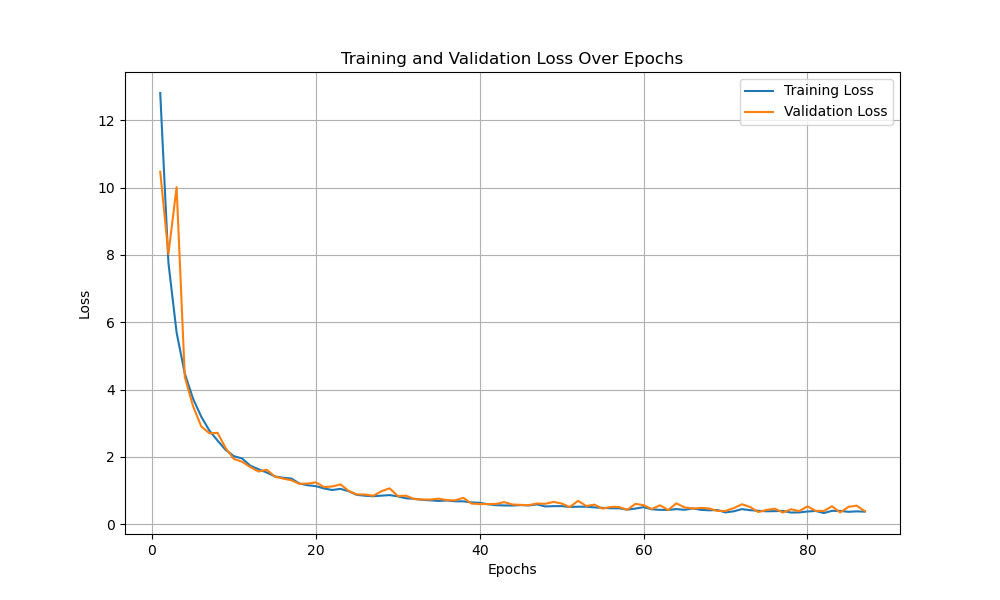 Training and Validation Loss Over Epochs
Training Loss
Validation Loss
12
10
8
6
4
2
0
Loss
0 20 40 60 80
Epochs